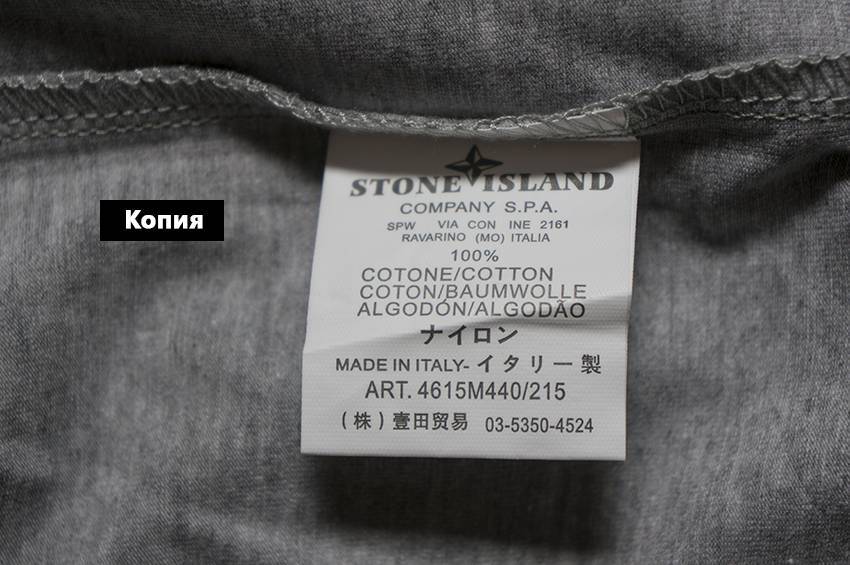 Копия
STONE ISLAND
COMPANY S.P.A.
SPW VIA CON INE 2161
RAVARINO (MO) ITALIA
100%
COTONE/COTTON
COTON/BAUMWOLLE
ALGODÓN/ALGODÃO
ナイロン
MADE IN ITALY-イタリー製
ART. 4615M440/215
(株)壹田贸易 03-5350-4524